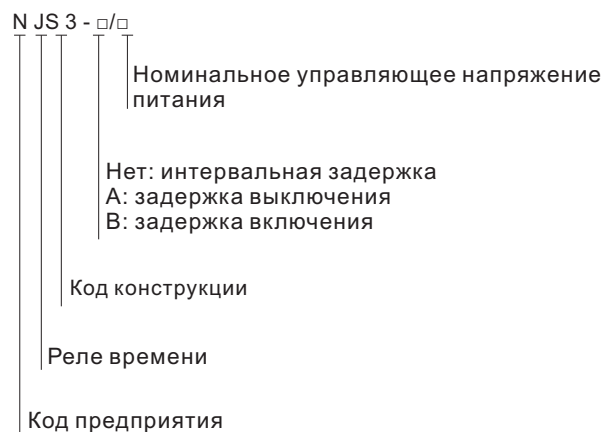 N JS 3 - □/□
Номинальное управляющее напряжение
питания
Нет: интервальная задержка
А: задержка выключения
В: задержка включения
Код конструкции
Реле времени
Код предприятия